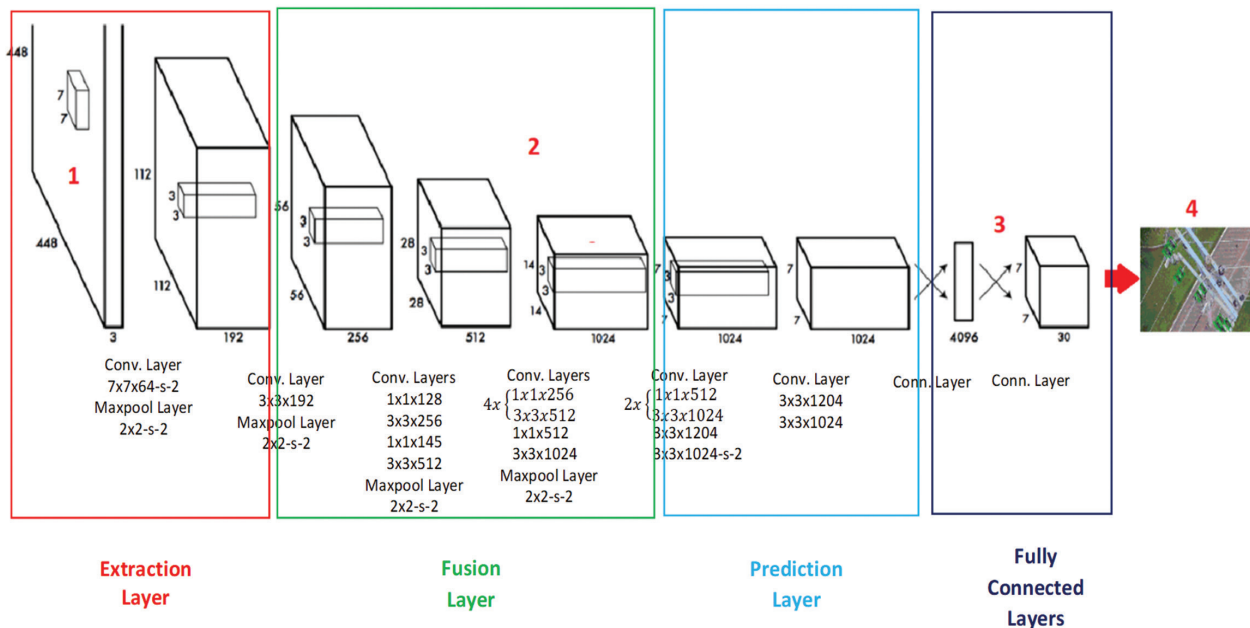 448
7
7
1
448
3
112
3
3
112
192
2
56
3
3
56
256
28
3
3
28
512
14
3
3
14
1024
7
3
3
7
1024
7
7
1024
3
4096
7
7
30
4
Conv. Layer
7x7x64-s-2
Maxpool Layer
2x2-s-2
Conv. Layer
3x3x192
Maxpool Layer
2x2-s-2
Conv. Layers
1x1x128
3x3x256
1x1x145
3x3x512
Maxpool Layer
2x2-s-2
Conv. Layers
4x { 1x1x256
3x3x512
1x1x512
3x3x1024
Maxpool Layer
2x2-s-2
Conv. Layer
2x { 1x1x512
3x3x1024
3x3x1204
3x3x1024-s-2
Conv. Layer
3x3x1204
3x3x1024
Conn. Layer
Conn. Layer
Extraction
Layer
Fusion
Layer
Prediction
Layer
Fully
Connected
Layers